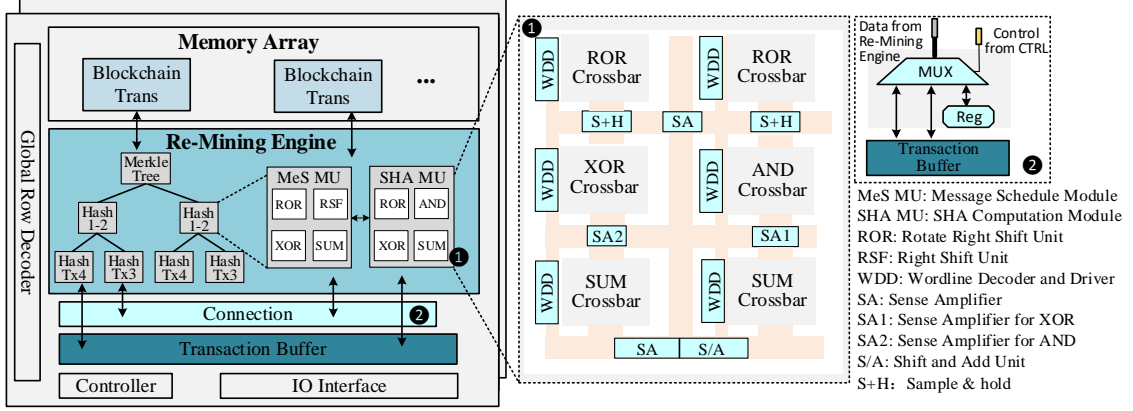 Memory Array
Blockchain
Trans
Blockchain
Trans
...
Global Row Decoder
Re-Mining Engine
Merkle
Tree
Hash
1-2
Hash
1-2
Hash
Tx4
Hash
Tx3
Hash
Tx4
Hash
Tx3
MeS MU
ROR
RSF
XOR
SUM
SHA MU
ROR
AND
XOR
SUM
1
Connection
2
Transaction Buffer
Controller
IO Interface
1
WDD
ROR
Crossbar
WDD
ROR
Crossbar
S+H
SA
S+H
WDD
XOR
Crossbar
WDD
AND
Crossbar
SA2
SA1
WDD
SUM
Crossbar
WDD
SUM
Crossbar
SA
S/A
Data from
Re-Mining
Engine
Control
from CTRL
MUX
Reg
Transaction
Buffer
2
MeS MU: Message Schedule Module
SHA MU: SHA Computation Module
ROR: Rotate Right Shift Unit
RSF: Right Shift Unit
WDD: Wordline Decoder and Driver
SA: Sense Amplifier
SA1: Sense Amplifier for XOR
SA2: Sense Amplifier for AND
S/A: Shift and Add Unit
S+H： Sample & hold